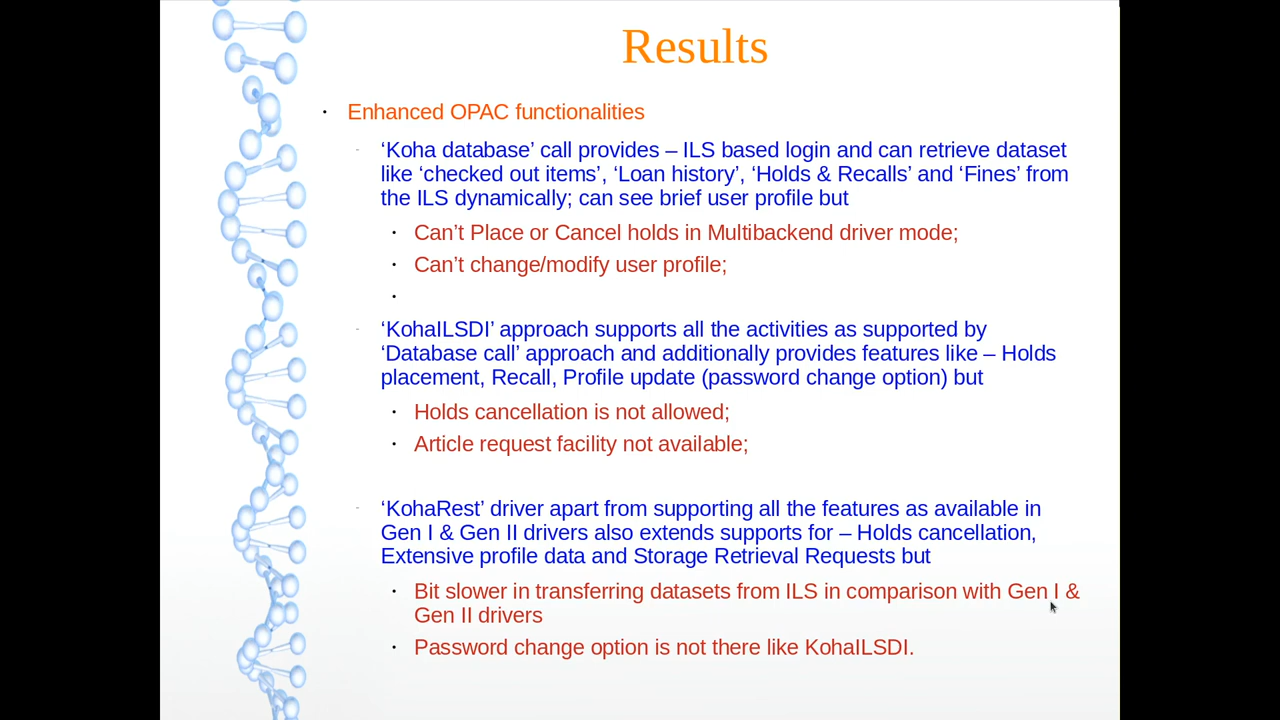 Results
Enhanced OPAC functionalities
‘Koha database’ call provides – ILS based login and can retrieve dataset
like ‘checked out items’, ‘Loan history’, ‘Holds & Recalls’ and ‘Fines’ from
the ILS dynamically; can see brief user profile but
Can’t Place or Cancel holds in Multibackend driver mode;
Can’t change/modify user profile;
‘KohaILSDI’ approach supports all the activities as supported by
‘Database call’ approach and additionally provides features like – Holds
placement, Recall, Profile update (password change option) but
Holds cancellation is not allowed;
Article request facility not available;
‘KohaRest’ driver apart from supporting all the features as available in
Gen I & Gen II drivers also extends supports for – Holds cancellation,
Extensive profile data and Storage Retrieval Requests but
Bit slower in transferring datasets from ILS in comparison with Gen I &
Gen II drivers
Password change option is not there like KohaILSDI.